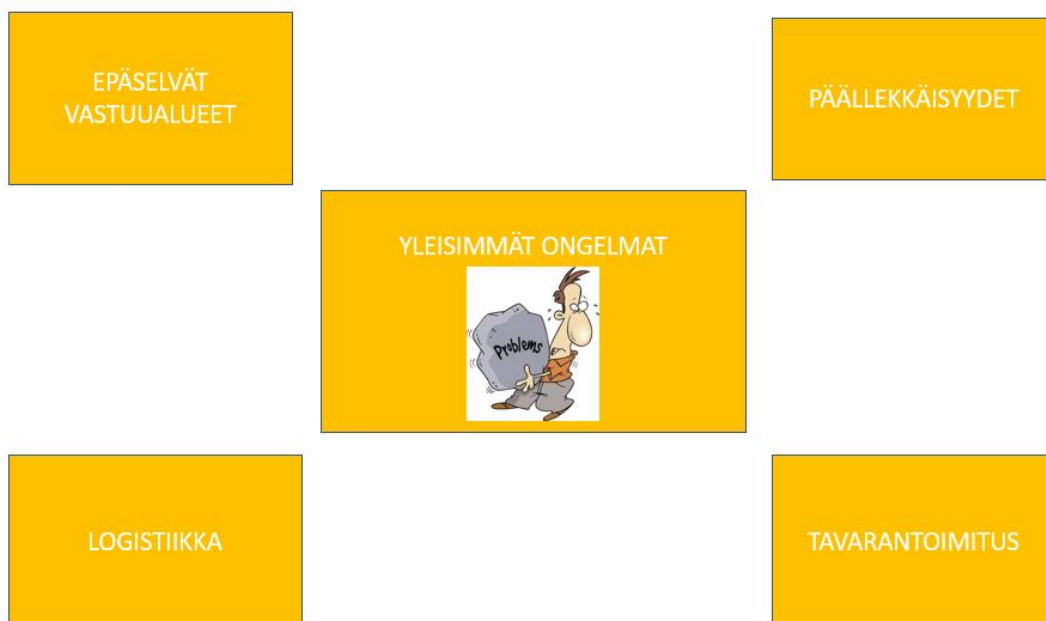 EPÄSELVÄT
VASTUUALUEET
PÄÄLLEKKÄISYYDET
YLEISIMMÄT ONGELMAT
Problems
LOGISTIIKKA
TAVARANTOIMITUS